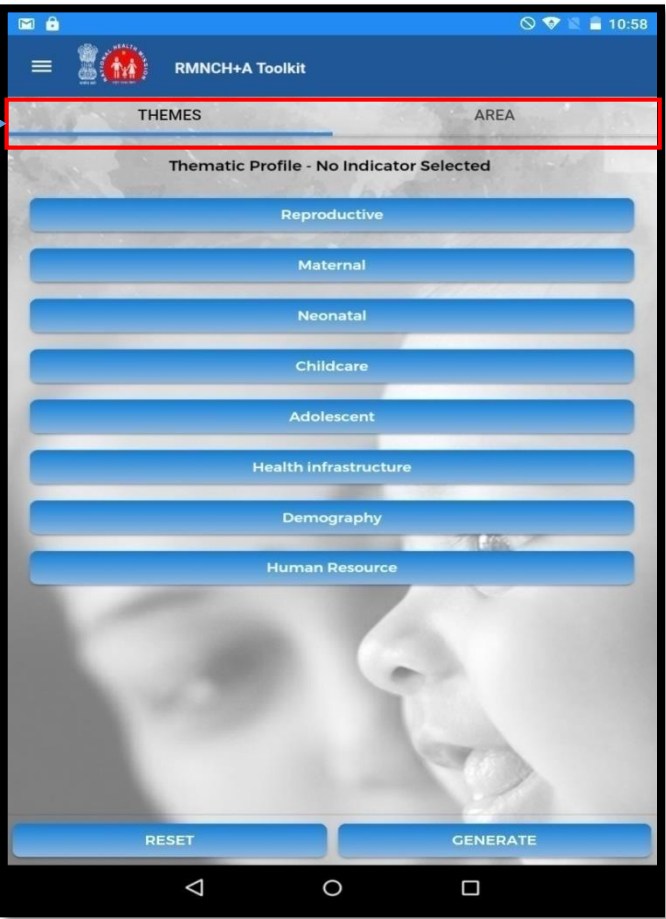 10:58
RMNCH+A Toolkit
THEMES AREA
Thematic Profile - No Indicator Selected
Reproductive
Maternal
Neonatal
Childcare
Adolescent
Health infrastructure
Demography
Human Resource
RESET GENERATE